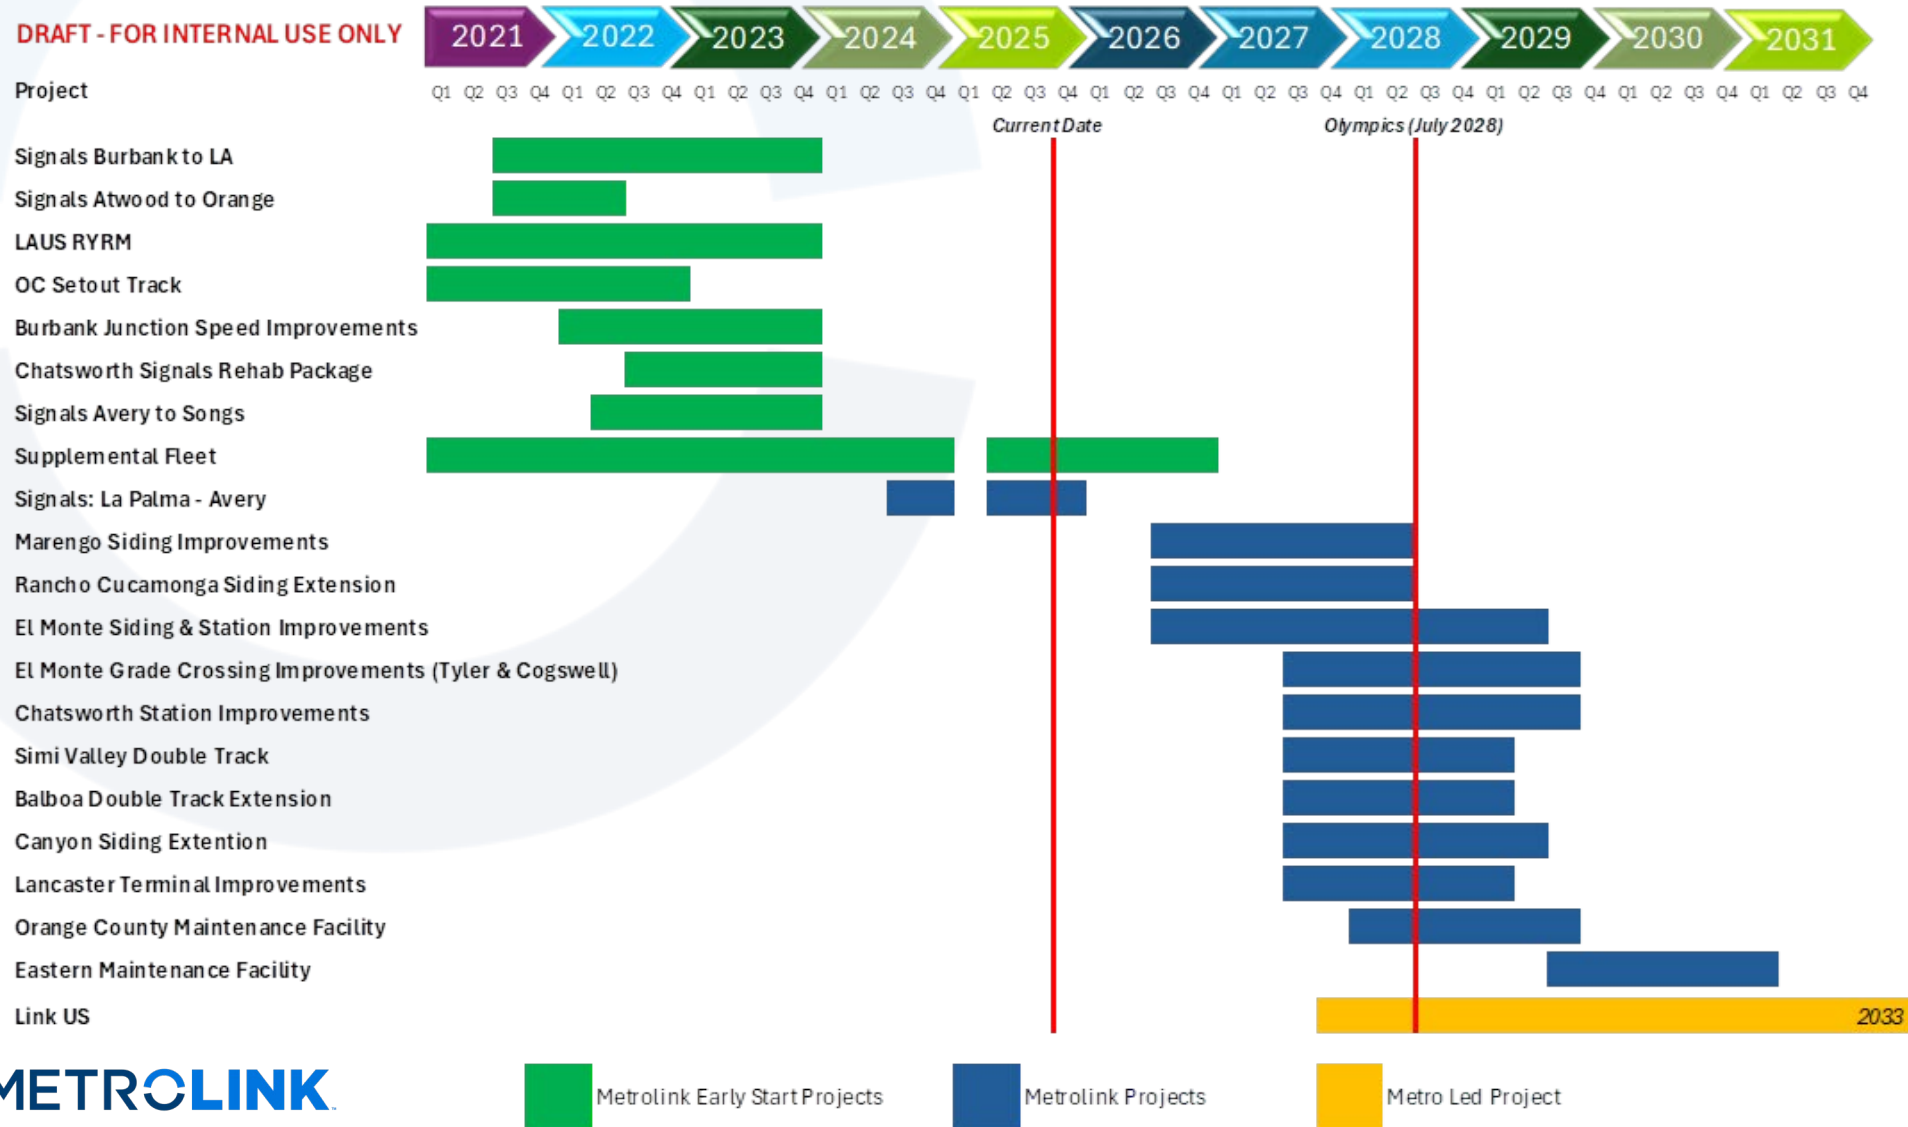 DRAFT - FOR INTERNAL USE ONLY
2021 2022 2023 2024 2025 2026 2027 2028 2029 2030 2031
Project
Q1 Q2 Q3 Q4 Q1 Q2 Q3 Q4 Q1 Q2 Q3 Q4 Q1 Q2 Q3 Q4 Q1 Q2 Q3 Q4 Q1 Q2 Q3 Q4 Q1 Q2 Q3 Q4 Q1 Q2 Q3 Q4 Q1 Q2 Q3 Q4 Q1 Q2 Q3 Q4 Q1 Q2 Q3 Q4
Current Date
Olympics (July 2028)
Signals Burbank to LA
Signals Atwood to Orange
LAUS RYRM
OC Setout Track
Burbank Junction Speed Improvements
Chatsworth Signals Rehab Package
Signals Avery to Songs
Supplemental Fleet
Signals: La Palma - Avery
Marengo Siding Improvements
Rancho Cucamonga Siding Extension
El Monte Siding & Station Improvements
El Monte Grade Crossing Improvements (Tyler & Cogswell)
Chatsworth Station Improvements
Simi Valley Double Track
Balboa Double Track Extension
Canyon Siding Extention
Lancaster Terminal Improvements
Orange County Maintenance Facility
Eastern Maintenance Facility
Link US
2033
METROLINK
Metrolink Early Start Projects
Metrolink Projects
Metro Led Project